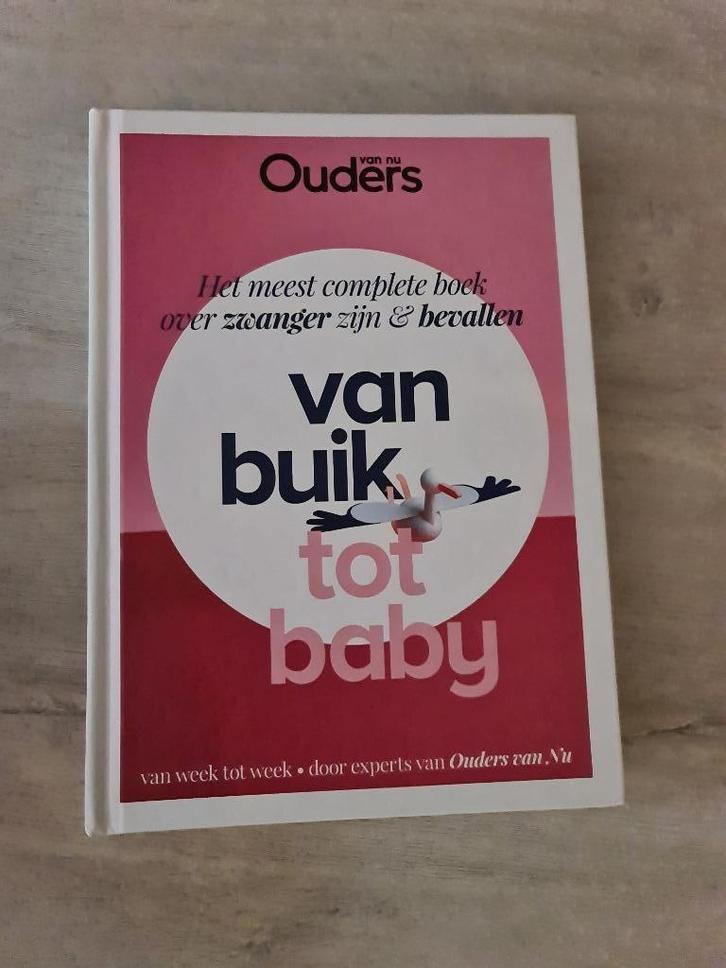 Ouders
van nu
Het meest complete boek
over zwanger zijn & bevallen
van
buik
tot
baby
van week tot week • door experts van Ouders van Nu